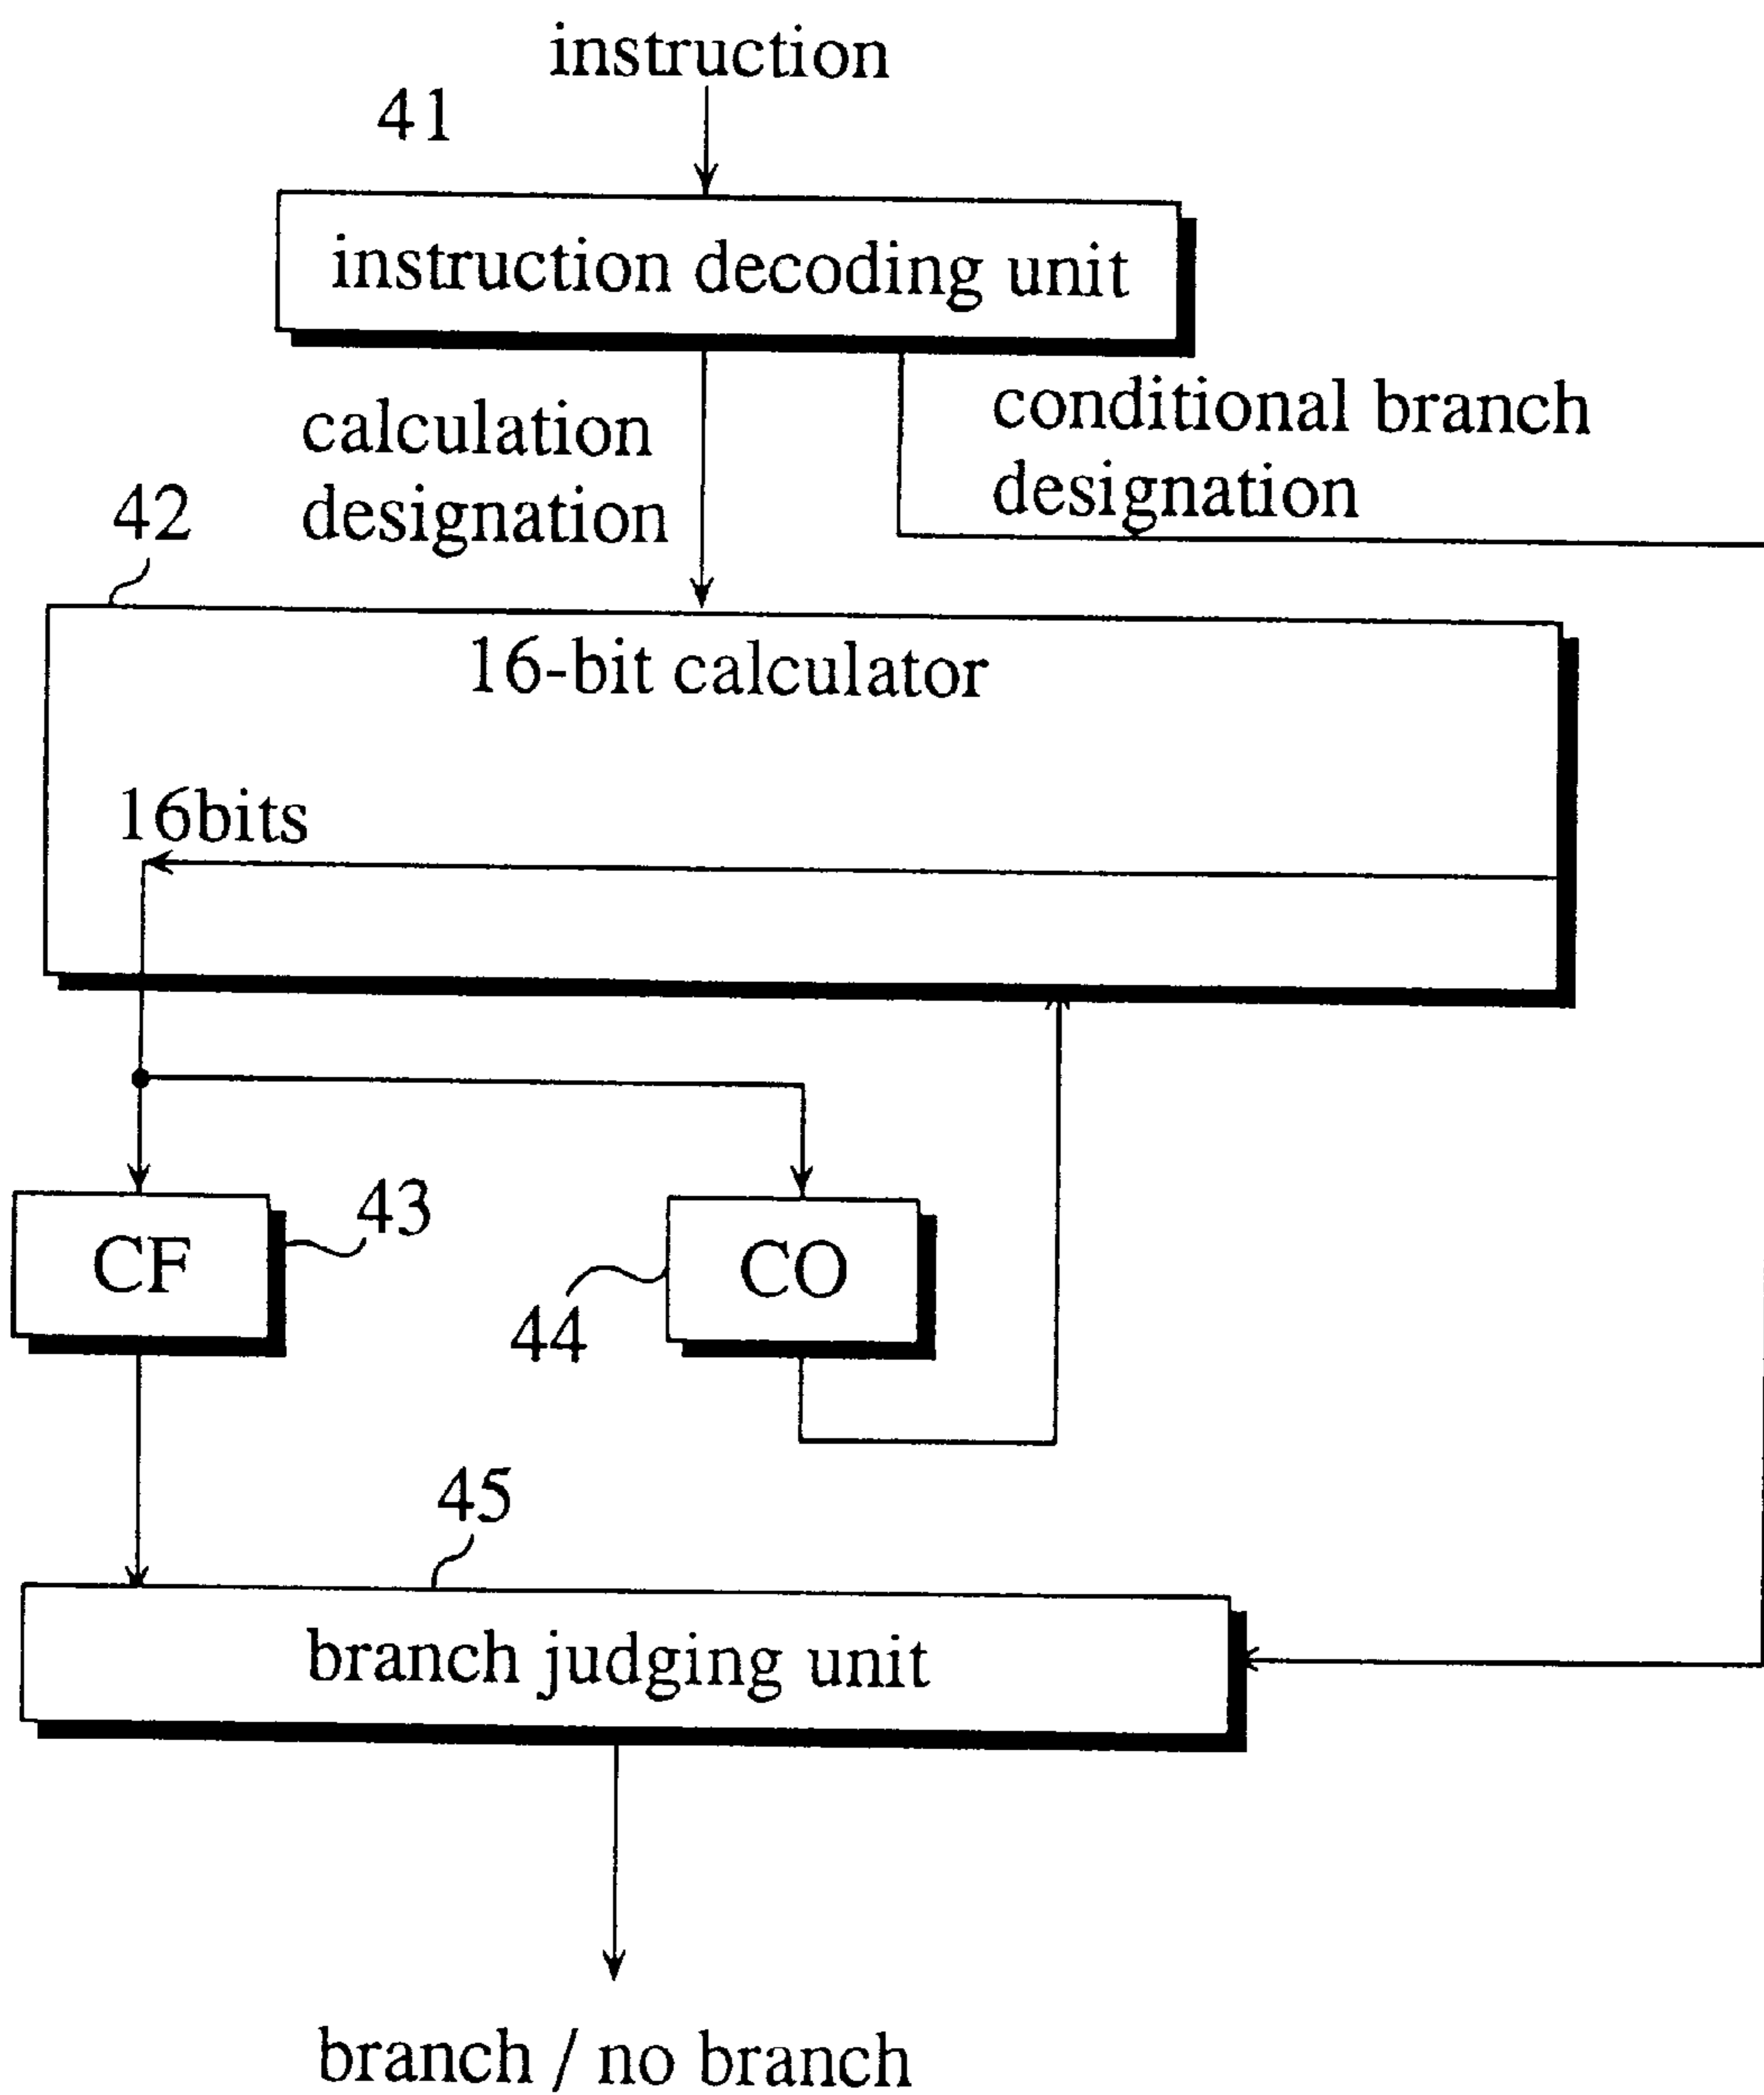 instruction
41
instruction decoding unit
calculation
designation
conditional branch
designation
42
16-bit calculator
16bits
CF
43
CO
44
45
branch judging unit
branch / no branch